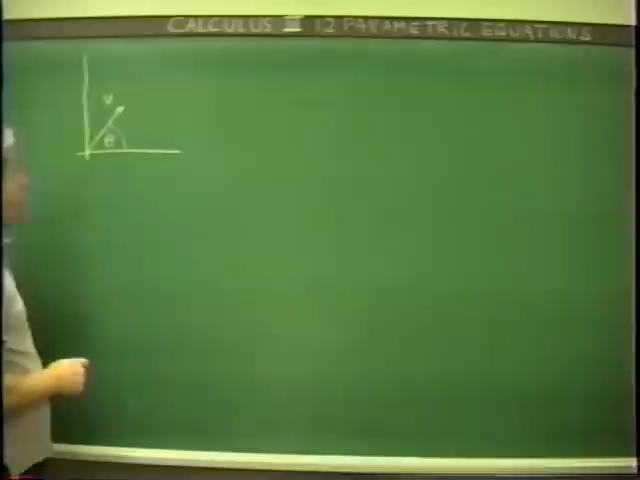 CALCULUS II 12 PARAMETRIC EQUATIONS
v
θ